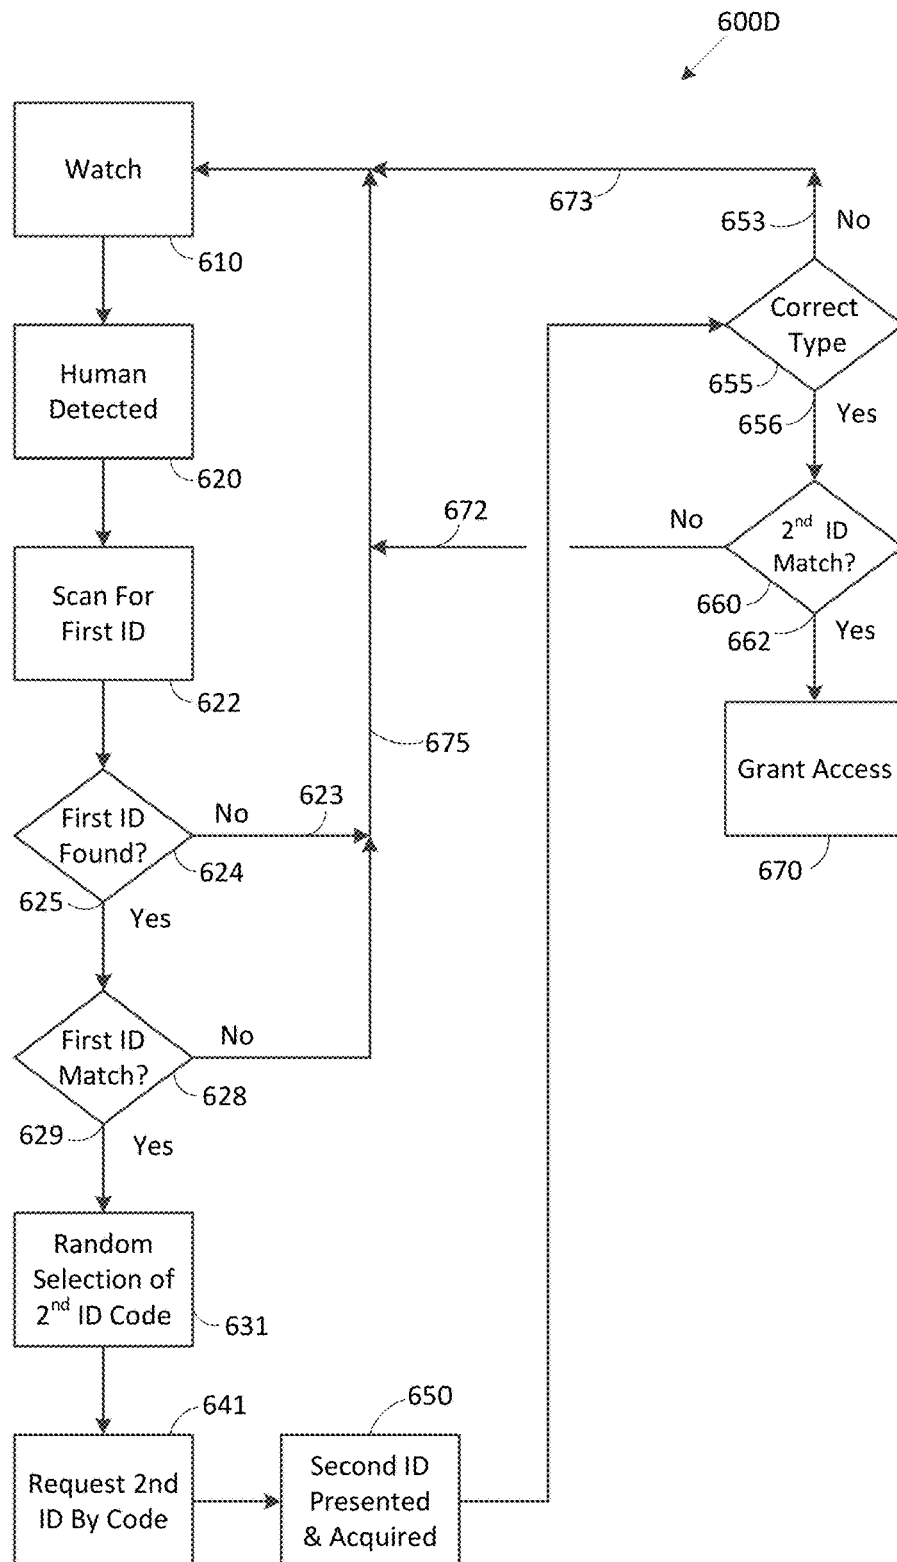 600D
Watch
610
Human
Detected
620
Scan For
First ID
622
First ID
Found?
624
No
623
625
Yes
First ID
Match?
628
No
629
Yes
Random
Selection of
2nd ID Code
631
641
Request 2nd
ID By Code
650
Second ID
Presented
& Acquired
675
673
653
No
Correct
Type
655
656
Yes
672
No
2nd ID
Match?
660
662
Yes
Grant Access
670